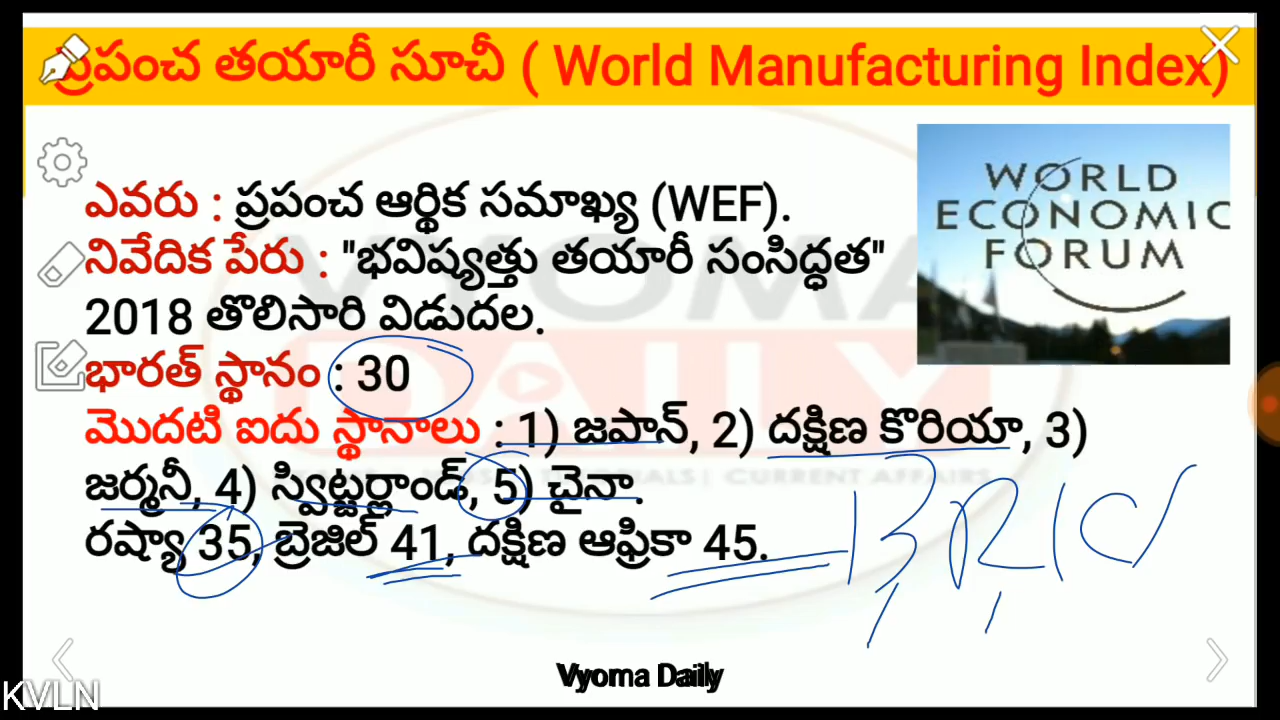 ప్రపంచ తయారీ సూచీ ( World Manufacturing Index)
WORLD
ECONOMIC
FORUM
ఎవరు : ప్రపంచ ఆర్థిక సమాఖ్య (WEF).
నివేదిక పేరు : "భవిష్యత్తు తయారీ సంసిద్ధత"
2018 తొలిసారి విడుదల.
భారత్ స్థానం : 30
మొదటి ఐదు స్థానాలు : 1) జపాన్, 2) దక్షిణ కొరియా, 3)
జర్మనీ, 4) స్విట్జర్లాండ్, 5) చైనా.
రష్యా 35, బ్రెజిల్ 41, దక్షిణ ఆఫ్రికా 45.
BRIC
Vyoma Daily
KVLN